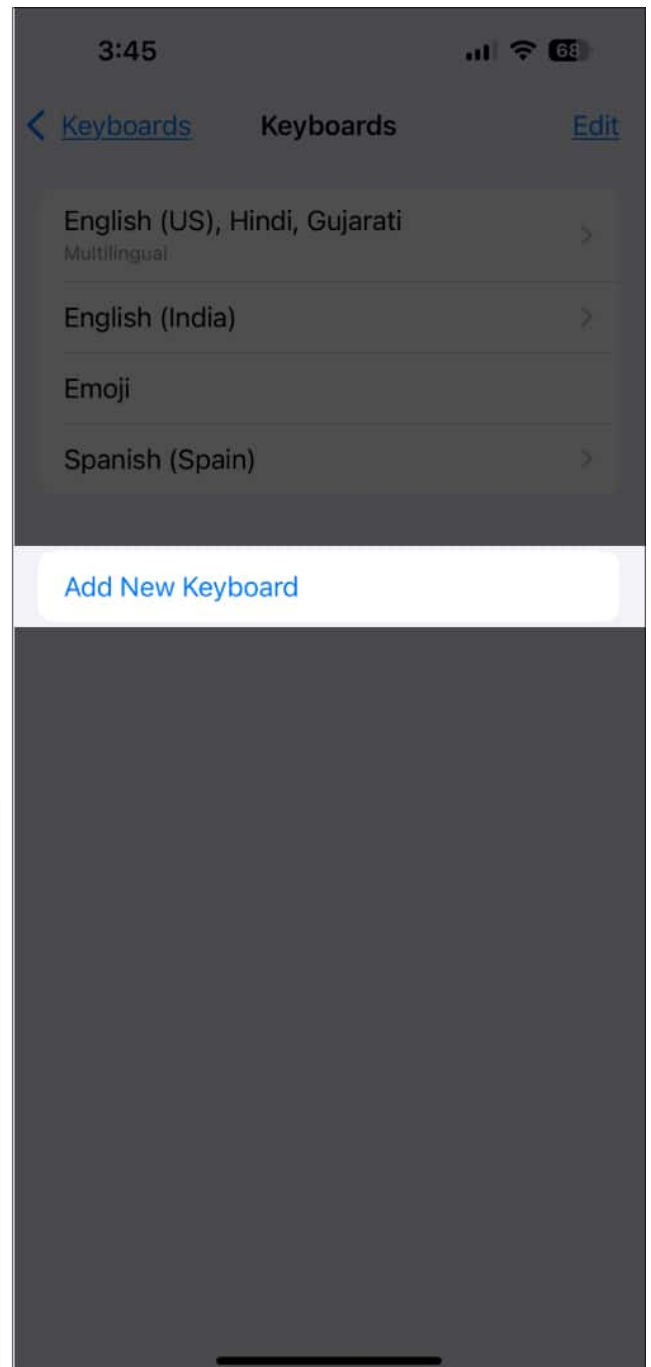 3:45
68
Keyboards
Keyboards
Edit
English (US), Hindi, Gujarati
Multilingual
English (India)
Emoji
Spanish (Spain)
Add New Keyboard